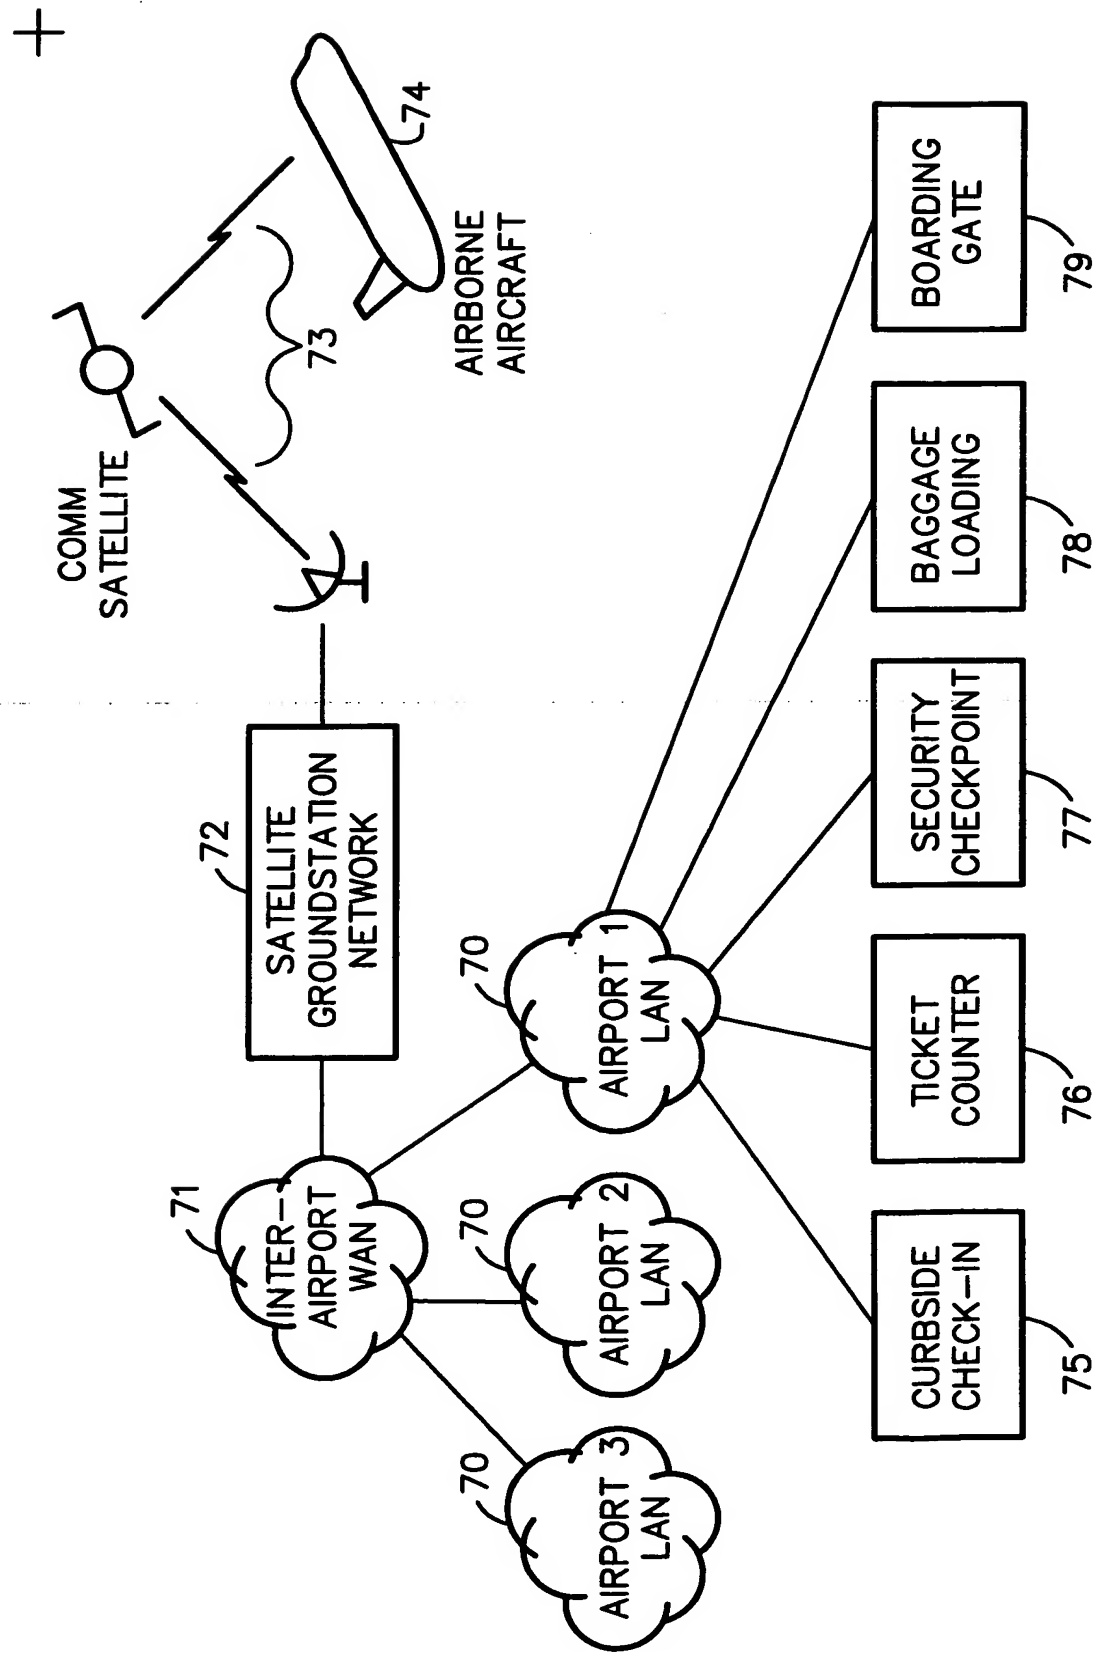 COMM
SATELLITE
73
74
AIRBORNE
AIRCRAFT
72
SATELLITE
GROUNDSTATION
NETWORK
71
INTER-
AIRPORT
WAN
70
AIRPORT 3
LAN
70
AIRPORT 2
LAN
70
AIRPORT 1
LAN
CURBSIDE
CHECK-IN
75
TICKET
COUNTER
76
SECURITY
CHECKPOINT
77
BAGGAGE
LOADING
78
BOARDING
GATE
79